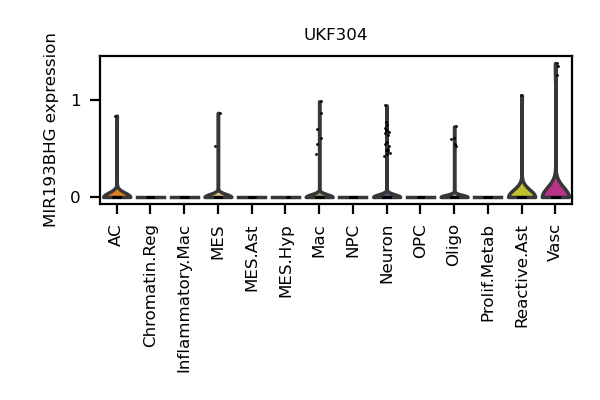 UKF304
MIR193BHG expression
1
0
AC
Chromatin.Reg
Inflammatory.Mac
MES
MES.Ast
MES.Hyp
Mac
NPC
Neuron
OPC
Oligo
Prolif.Metab
Reactive.Ast
Vasc